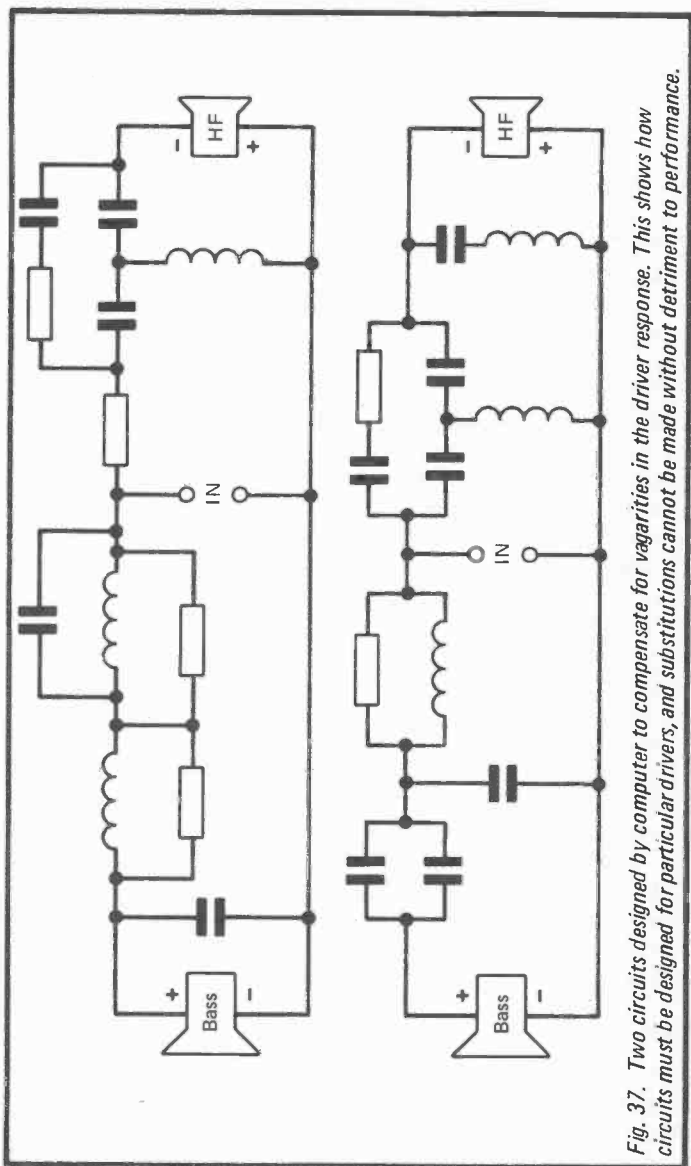 +
Bass
-
IN
-
HF
+
+
Bass
-
IN
-
HF
+
Fig. 37. Two circuits designed by computer to compensate for vagarities in the driver response. This shows how
circuits must be designed for particular drivers, and substitutions cannot be made without detriment to performance.